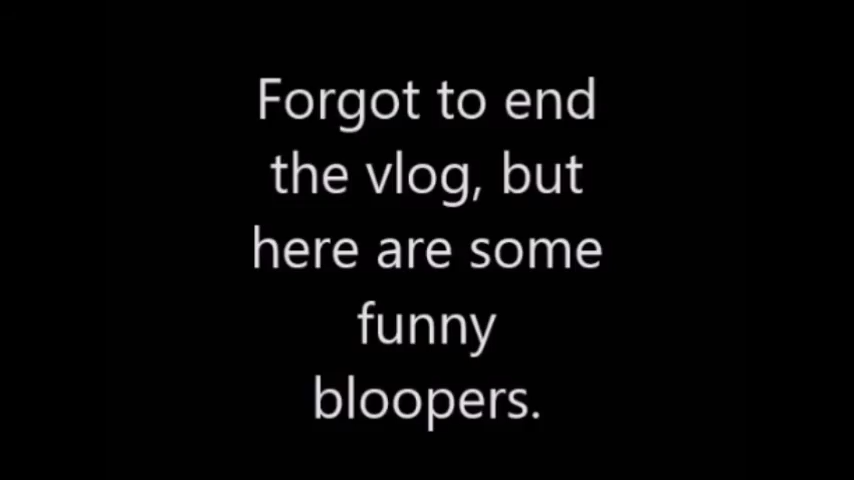 Forgot to end
the vlog, but
here are some
funny
bloopers.